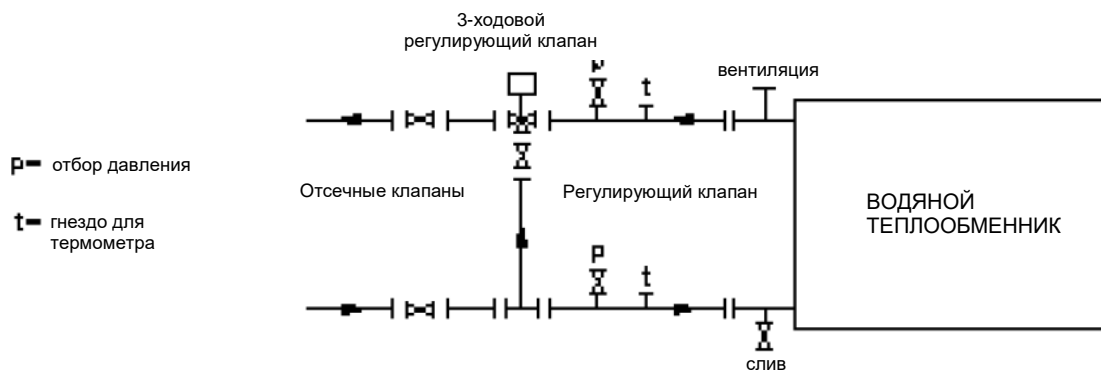 3-ходовой
регулирующий клапан
p
t
вентиляция
p━ отбор давления
Отсечные клапаны
Регулирующий клапан
ВОДЯНОЙ
ТЕПЛООБМЕННИК
t━ гнездо для
термометра
p
t
слив